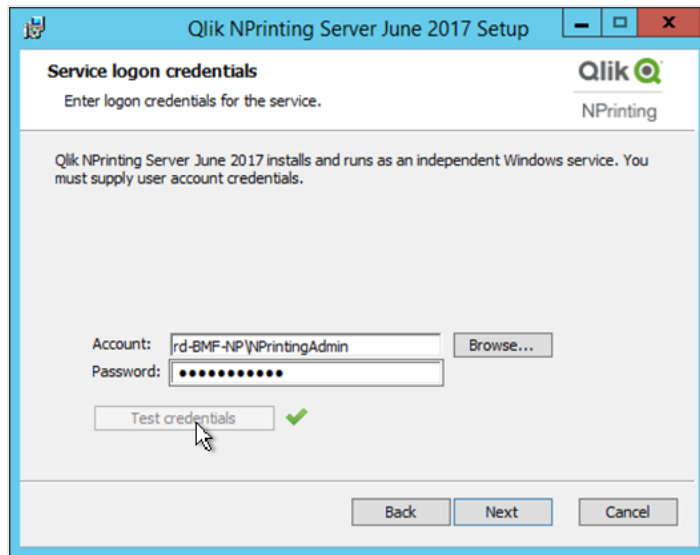 Qlik NPrinting Server June 2017 Setup
Service logon credentials
Enter logon credentials for the service.
Qlik
NPrinting
Qlik NPrinting Server June 2017 installs and runs as an independent Windows service. You
must supply user account credentials.
Account: rd-BMF-NP\NPrintingAdmin Browse...
Password: •••••••••••
Test credentials
Back Next Cancel